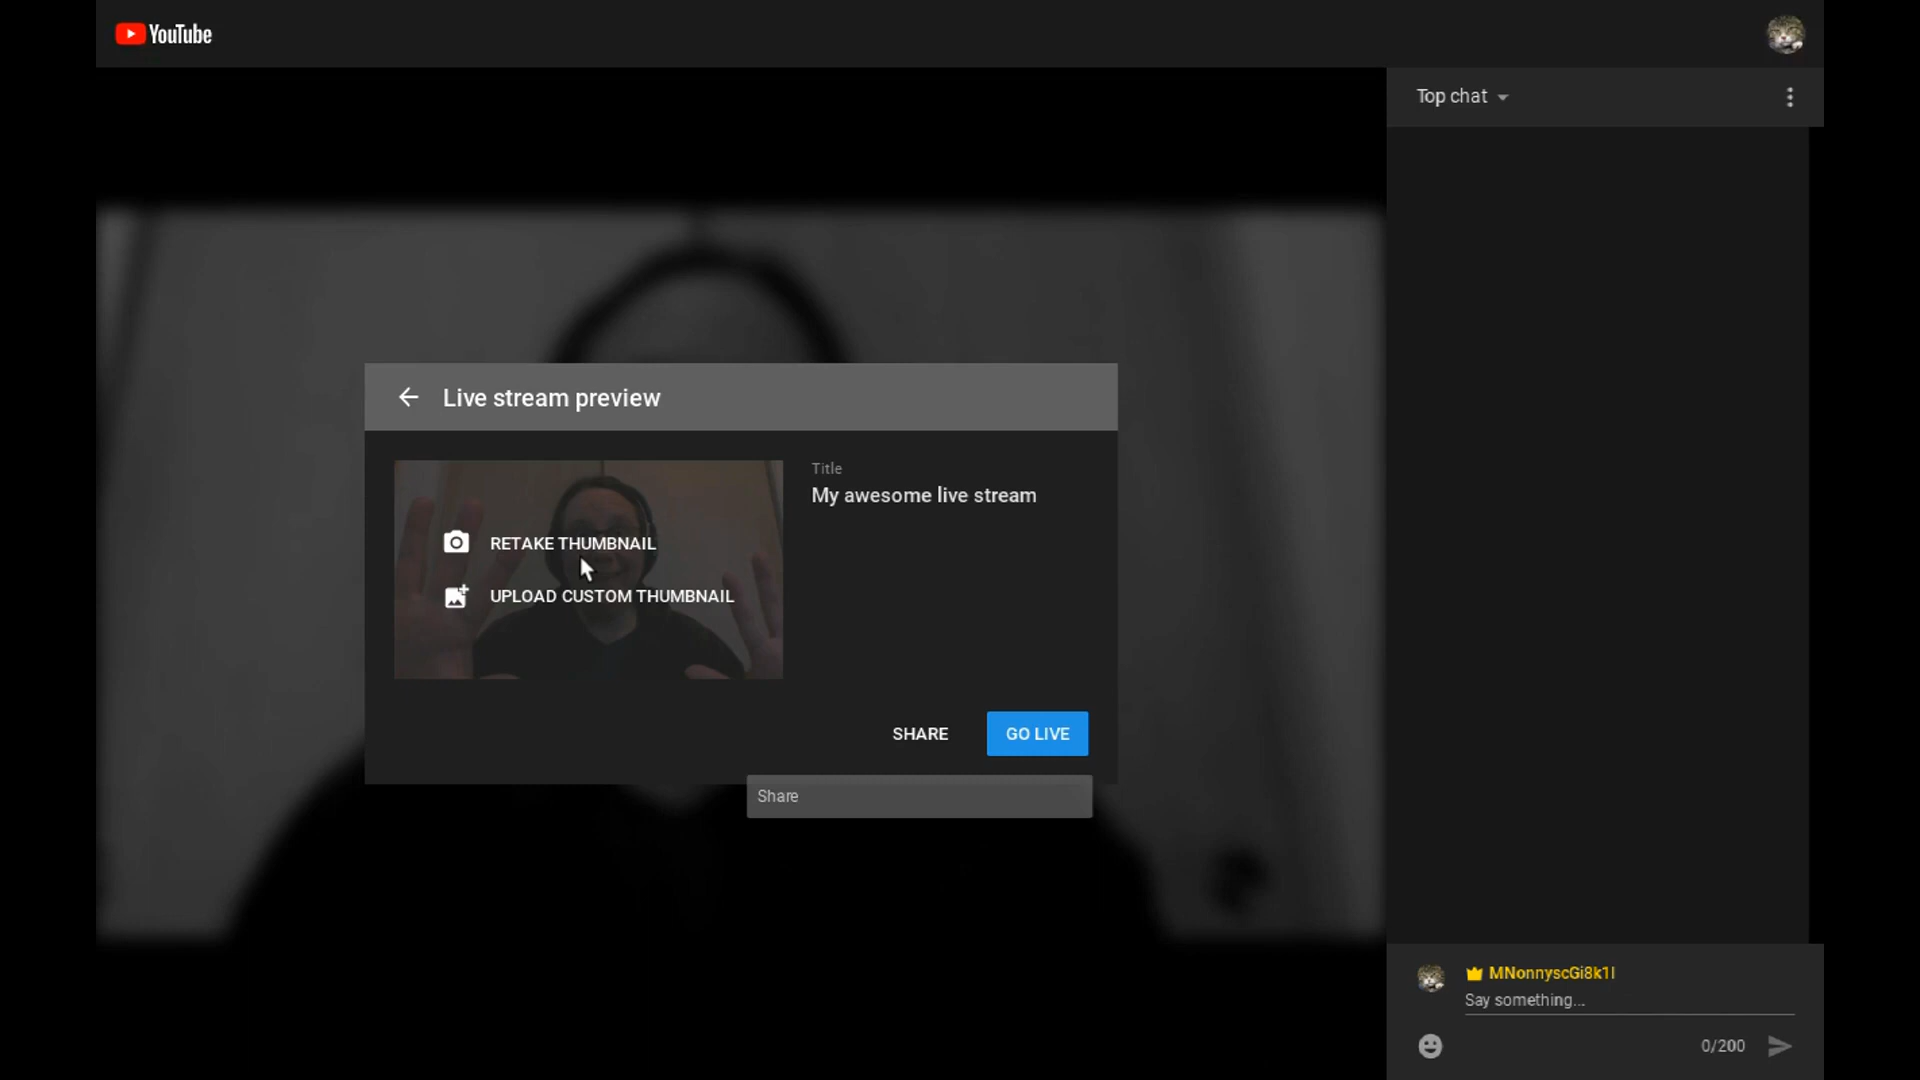 YouTube
Top chat
Live stream preview
Title
My awesome live stream
RETAKE THUMBNAIL
UPLOAD CUSTOM THUMBNAIL
SHARE
GO LIVE
Share
MNonnyscGi8k1l
Say something...
0/200